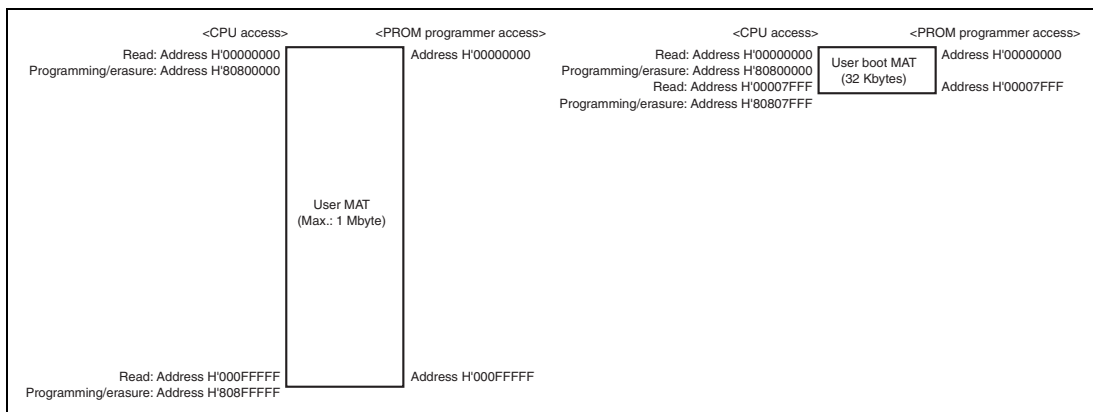 <CPU access>
<PROM programmer access>
Read: Address H'00000000
Address H'00000000
Programming/erasure: Address H'80800000
User MAT
(Max.: 1 Mbyte)
Read: Address H'000FFFFF
Address H'000FFFFF
Programming/erasure: Address H'808FFFFF
<CPU access>
<PROM programmer access>
Read: Address H'00000000
Address H'00000000
Programming/erasure: Address H'80800000
User boot MAT
(32 Kbytes)
Read: Address H'00007FFF
Address H'00007FFF
Programming/erasure: Address H'80807FFF